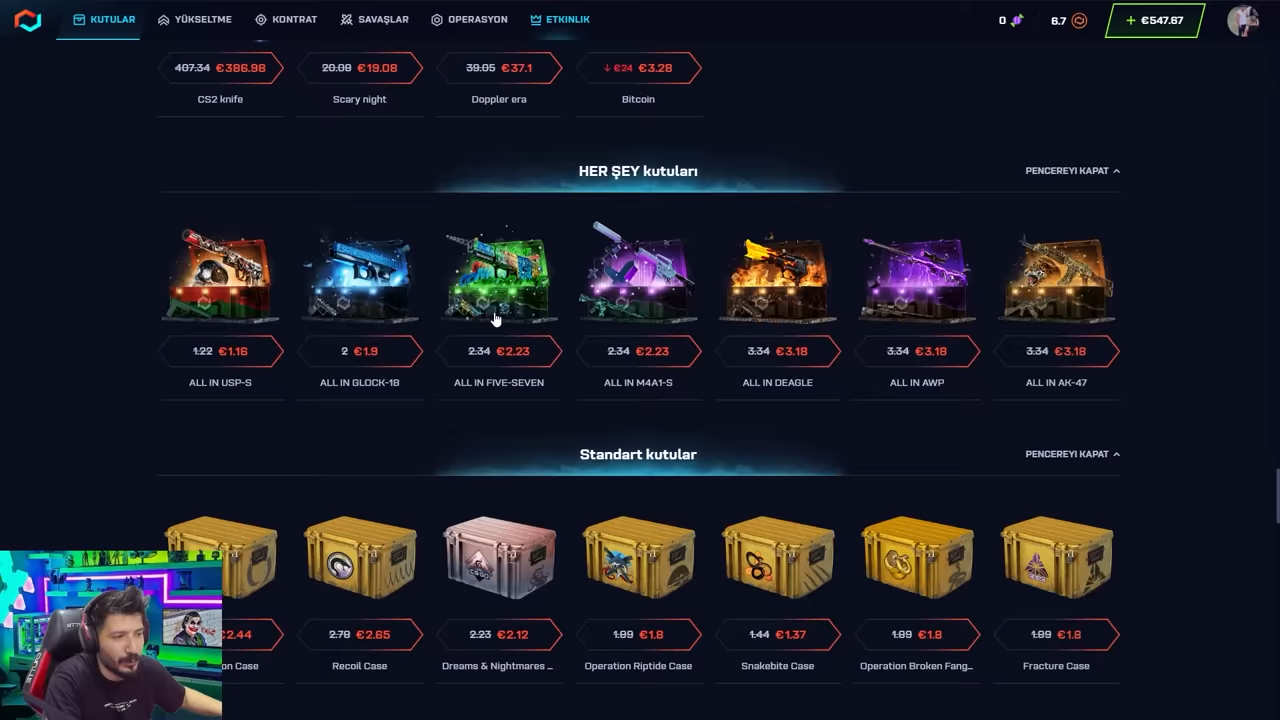 KUTULAR YÜKSELTME KONTRAT SAVAŞLAR OPERASYON ETKINLIK 0 6.7 + €547.67
407.34 €386.98 20.08 €19.08 39.05 €37.1 ↓ €24 €3.28
CS2 knife Scary night Doppler era Bitcoin
HER ŞEY kutuları PENCEREYI KAPAT
1.22 €1.16 2 €1.9 2.34 €2.23 2.34 €2.23 3.34 €3.18 3.34 €3.18 3.34 €3.18
ALL IN USP-S ALL IN GLOCK-18 ALL IN FIVE-SEVEN ALL IN M4A1-S ALL IN DEAGLE ALL IN AWP ALL IN AK-47
Standart kutular PENCEREYI KAPAT
€2.44 2.78 €2.65 2.23 €2.12 1.89 €1.8 1.44 €1.37 1.89 €1.8 1.89 €1.8
on Case Recoil Case Dreams & Nightmares ... Operation Riptide Case Snakebite Case Operation Broken Fang... Fracture Case